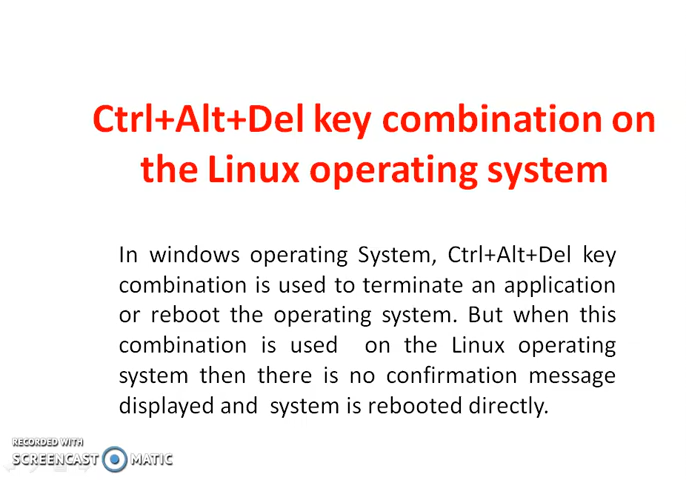 Ctrl+Alt+Del key combination on
the Linux operating system
In windows operating System, Ctrl+Alt+Del key
combination is used to terminate an application
or reboot the operating system. But when this
combination is used on the Linux operating
system then there is no confirmation message
displayed and system is rebooted directly.
RECORDED WITH
SCREENCAST MATIC